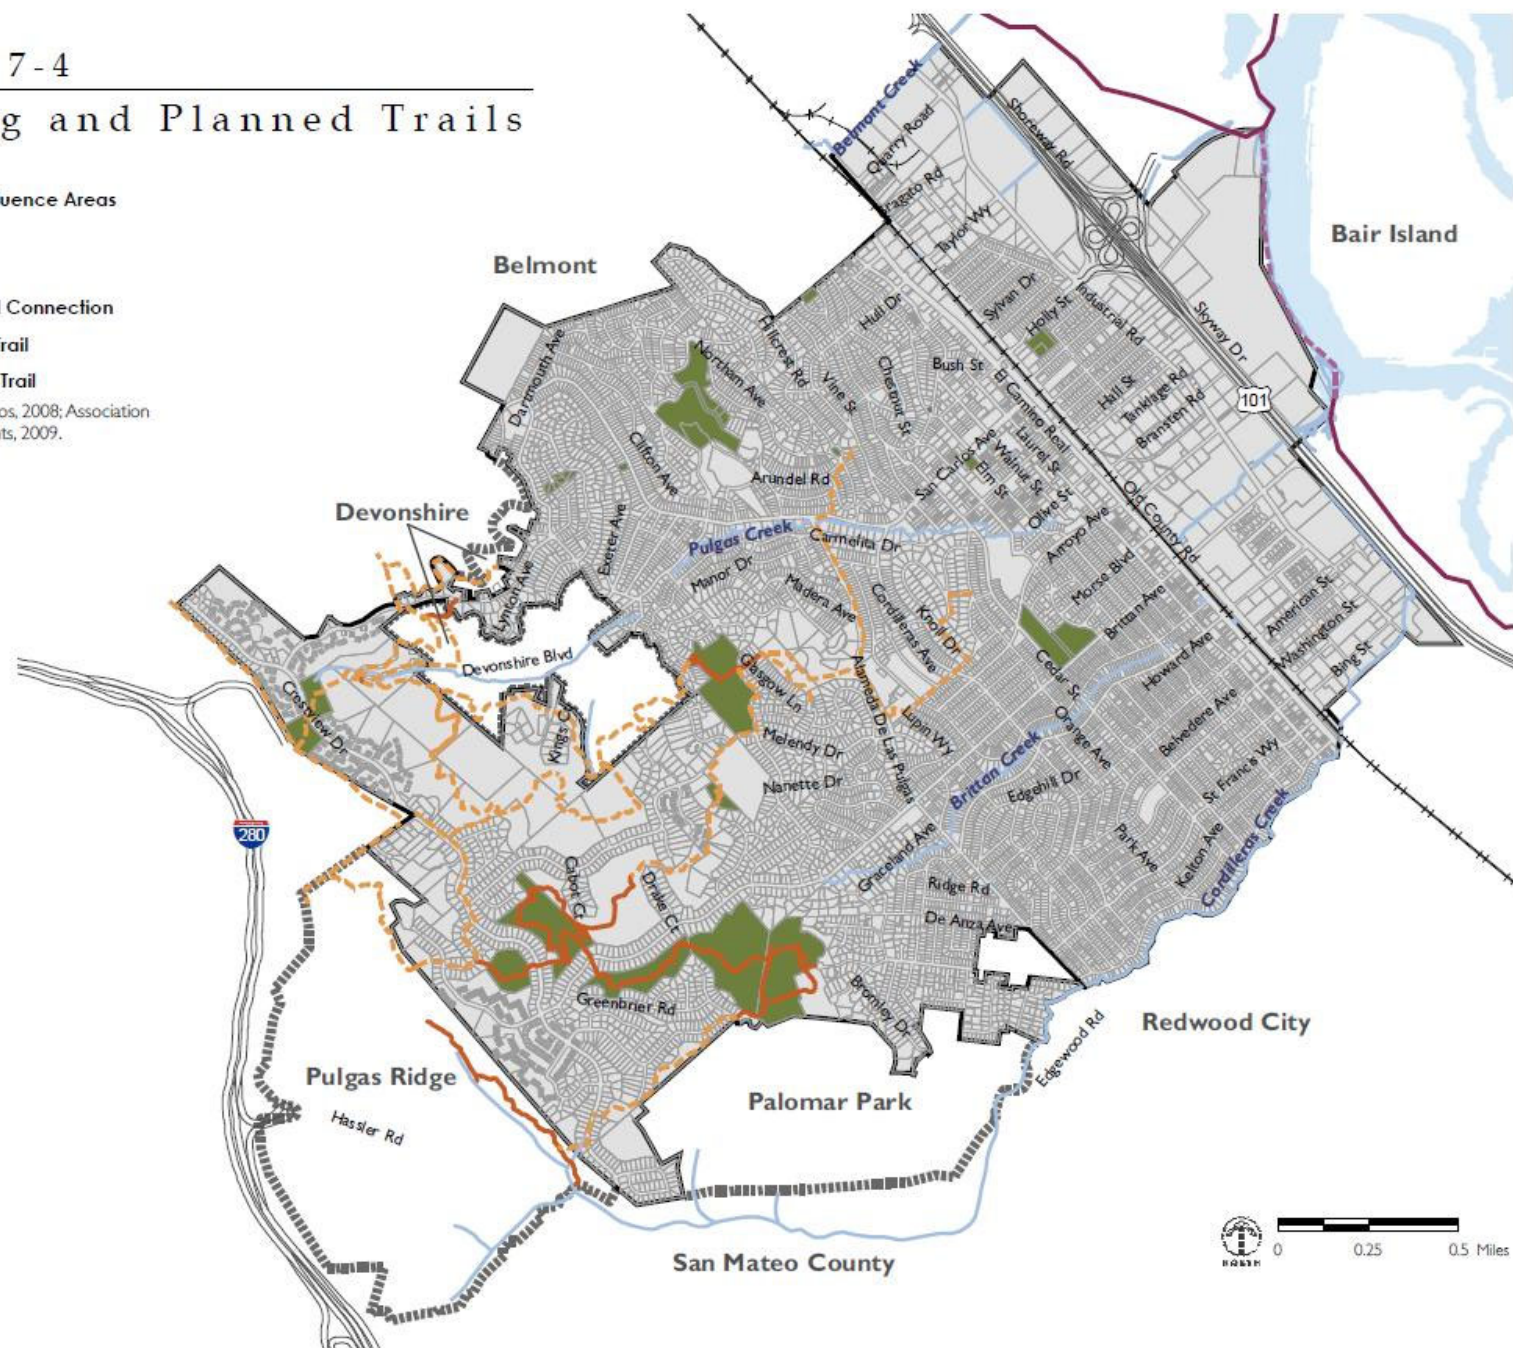 7-4
g and Planned Trails
uence Areas
l Connection
rail
Trail
os, 2008; Association
ts, 2009.
Belmont Creek
Quarry Road
Shoreway Rd
ragato Rd
Taylor Wy
Bair Island
Belmont
Hull Dr
Sylvan Dr
Holly St
Industrial Rd
Skyway Dr
Dartmouth Ave
Northam Ave
Hillcrest Rd
Vine St
Chestnut St
Bush St
El Camino Real
Hall St
Tanklage Rd
Bransten Rd
101
Clifton Ave
Arundel Rd
San Carlos Ave
Laurel St
Walnut St
Elm St
Olive St
Old County Rd
Devonshire
Exeter Ave
Pulgas Creek
Carmelita Dr
Arroyo Ave
Manor Dr
Madera Ave
Cordilleras Ave
Knoll Dr
Morse Blvd
Brittan Ave
American St
Washington St
Bing St
Lynton Ave
Devonshire Blvd
Glasgow Ln
Alameda De Las Pulgas
Cedar St
Howard Ave
Crestview Dr
Kings Ct
Melendy Dr
Lupin Wy
Orange Ave
Belvedere Ave
Nanette Dr
Brittan Creek
Edgehill Dr
St Francis Wy
280
Graceland Ave
Park Ave
Kelton Ave
Cordilleras Creek
Cabot Ct
Drake Ct
Ridge Rd
De Anza Ave
Greenbrier Rd
Bromley Dr
Redwood City
Edgewood Rd
Pulgas Ridge
Hassler Rd
Palomar Park
San Mateo County
NORTH
0 0.25 0.5 Miles